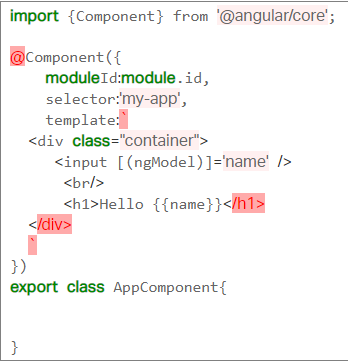 import {Component} from '@angular/core';
@Component({
moduleId:module.id,
selector:'my-app',
template:`
<div class="container">
<input [(ngModel)]='name' />
<br/>
<h1>Hello {{name}}</h1>
</div>
`
})
export class AppComponent{
}